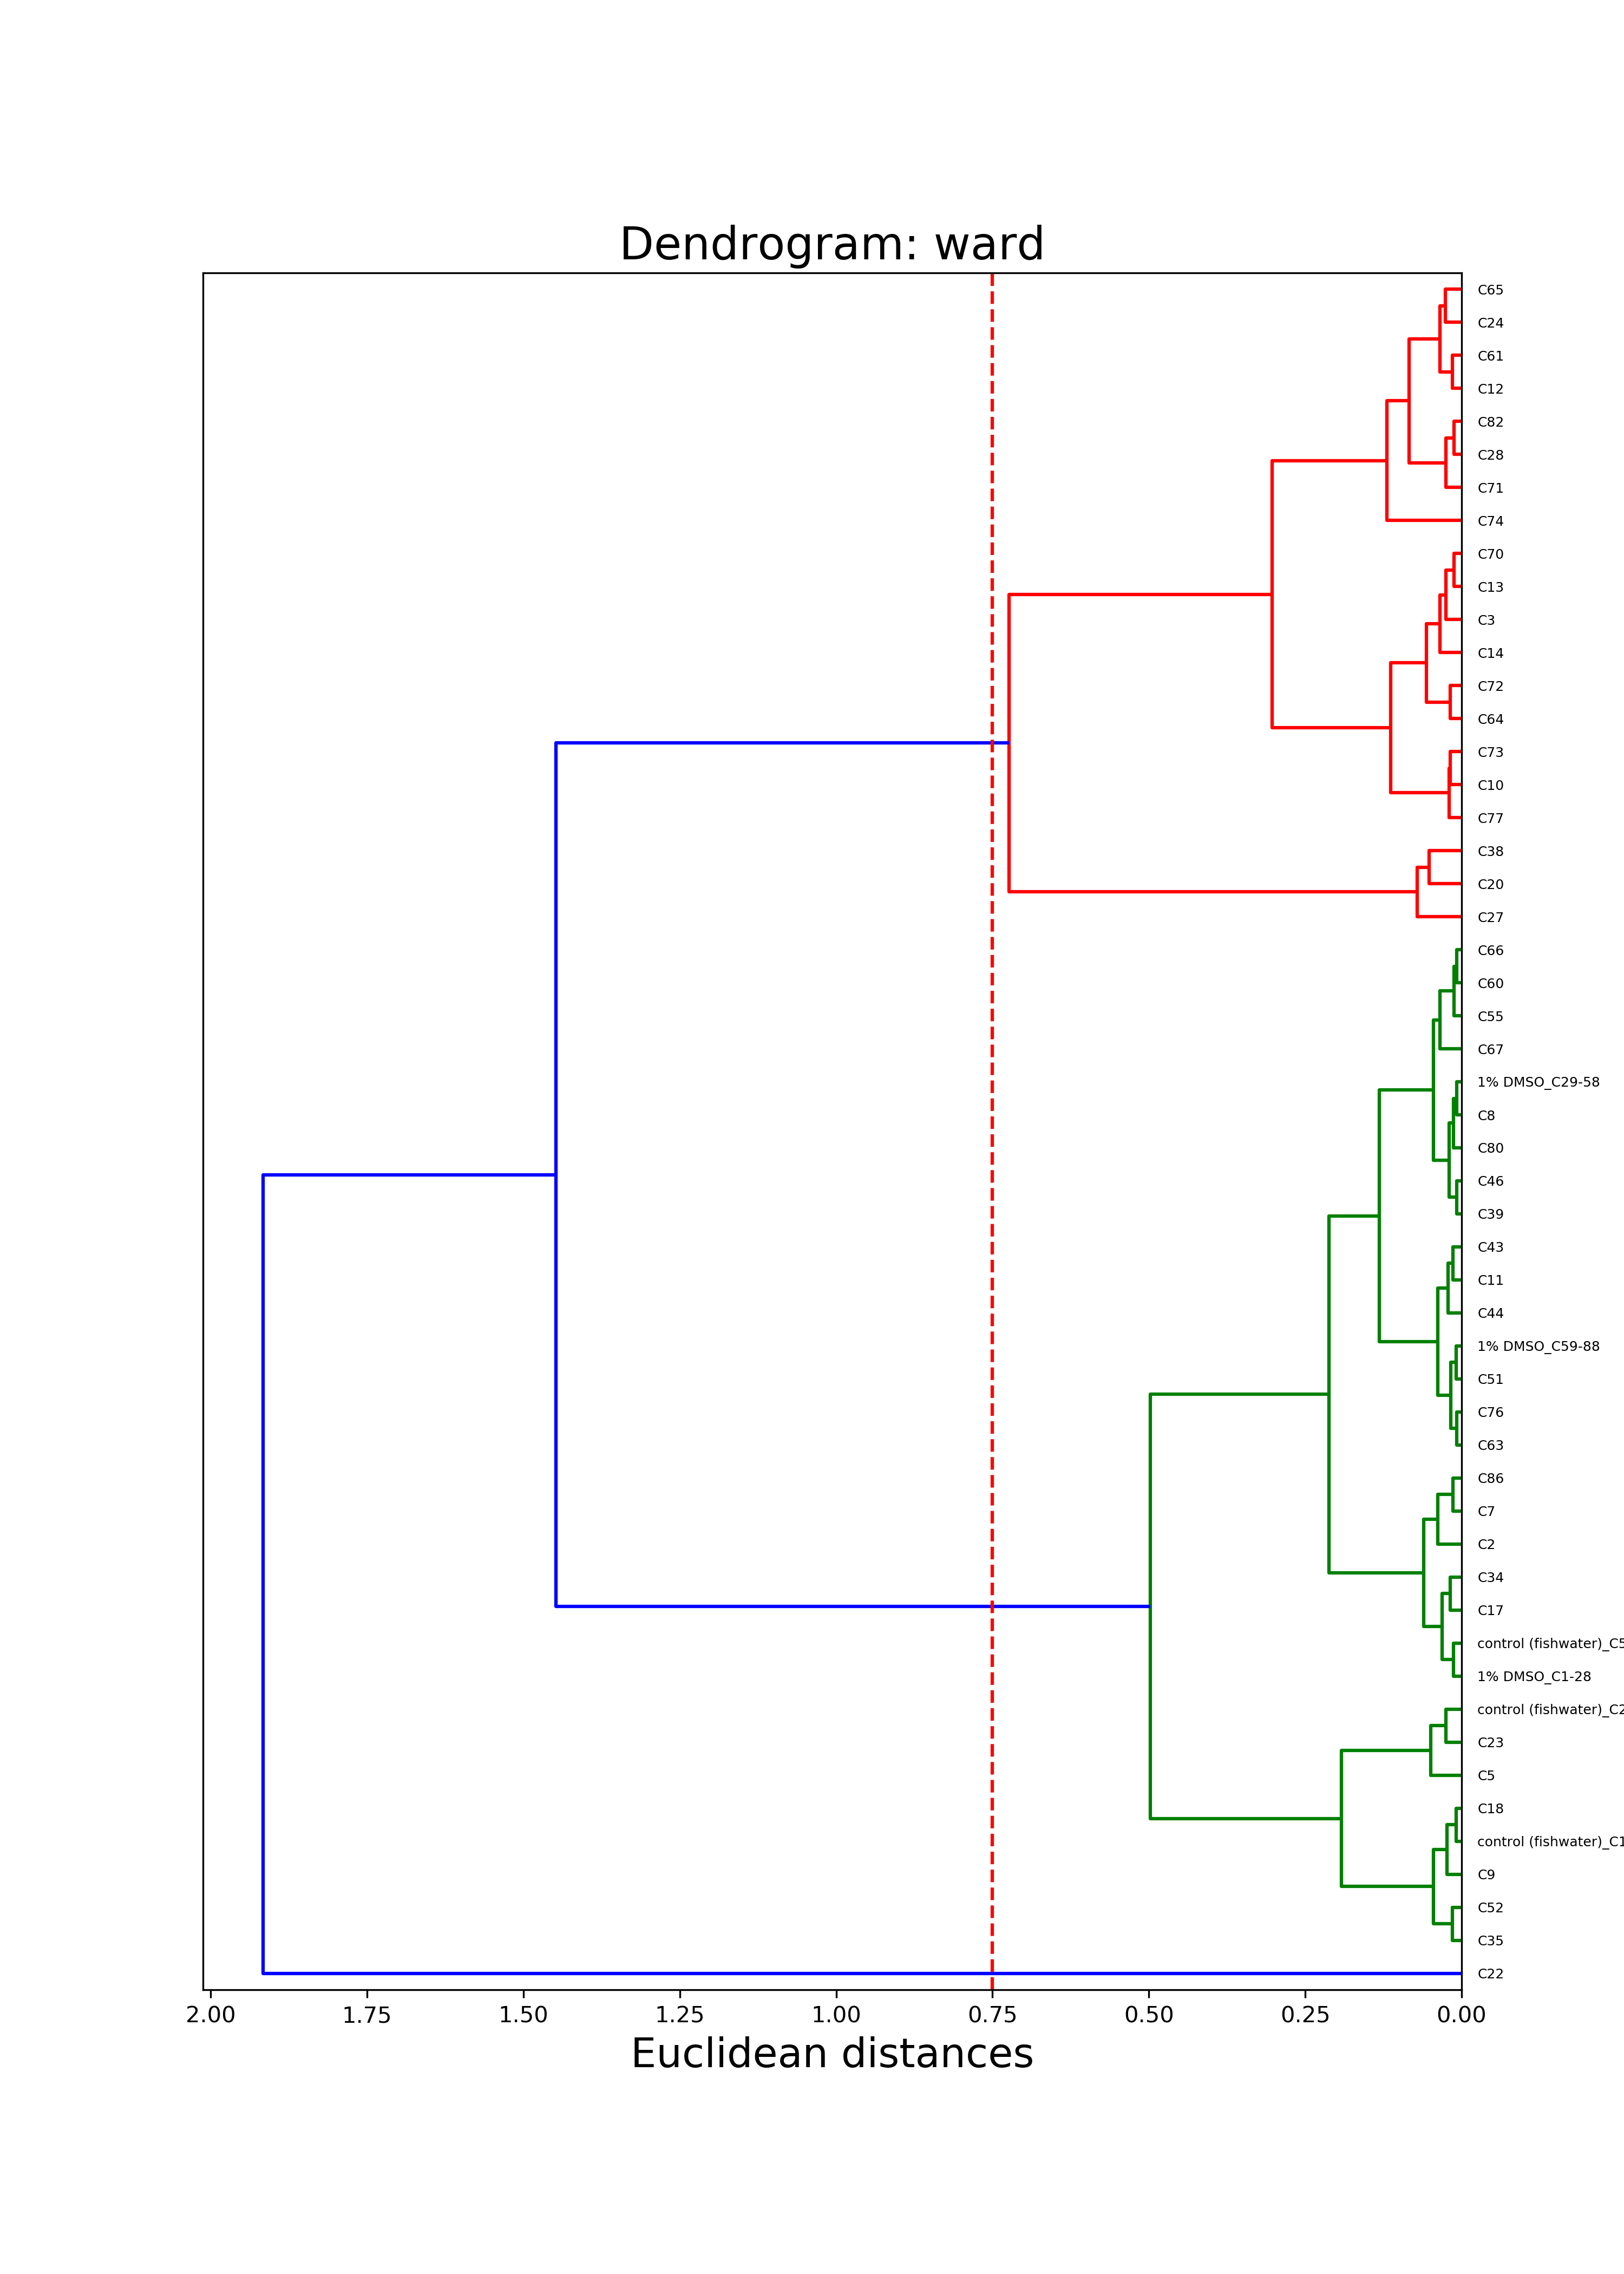 Dendrogram: ward
C65
C24
C61
C12
C82
C28
C71
C74
C70
C13
C3
C14
C72
C64
C73
C10
C77
C38
C20
C27
C66
C60
C55
C67
1% DMSO_C29-58
C8
C80
C46
C39
C43
C11
C44
1% DMSO_C59-88
C51
C76
C63
C86
C7
C2
C34
C17
control (fishwater)_C5
1% DMSO_C1-28
control (fishwater)_C2
C23
C5
C18
control (fishwater)_C1
C9
C52
C35
C22
2.00 1.75 1.50 1.25 1.00 0.75 0.50 0.25 0.00
Euclidean distances